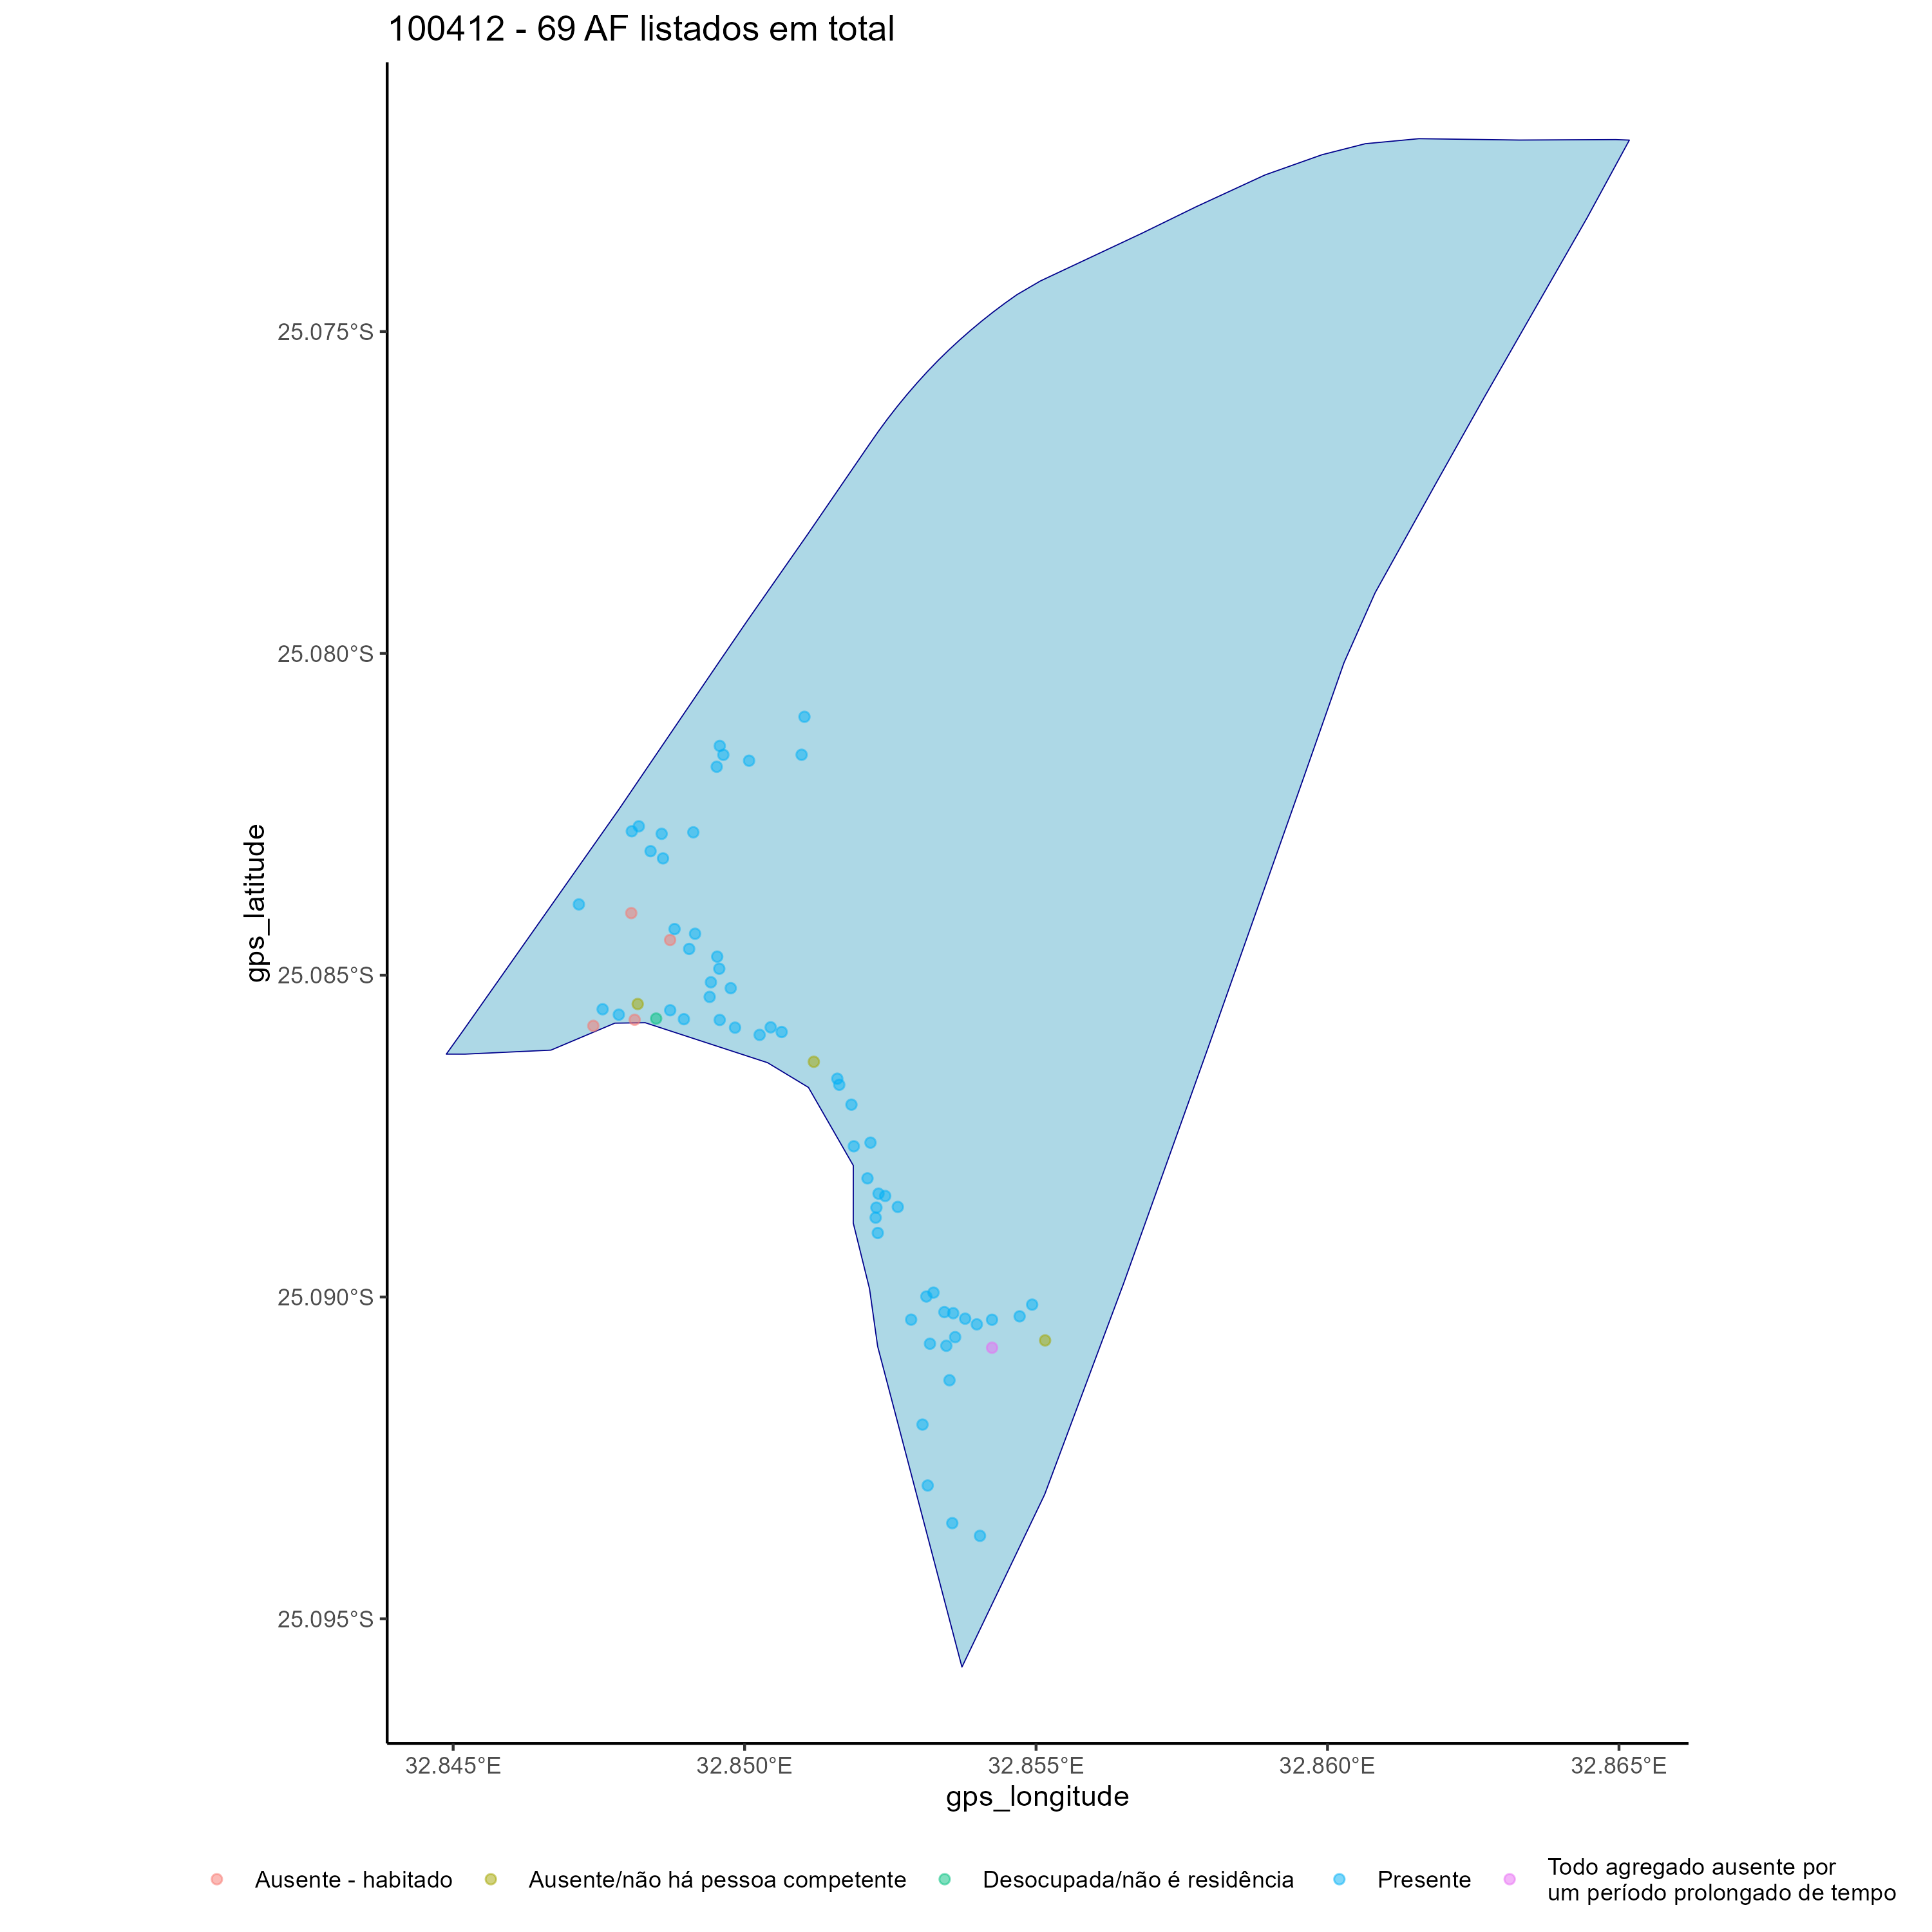 100412 - 69 AF listados em total
gps_latitude
25.075°S
25.080°S
25.085°S
25.090°S
25.095°S
32.845°E
32.850°E
32.855°E
32.860°E
32.865°E
gps_longitude
Ausente - habitado
Ausente/não há pessoa competente
Desocupada/não é residência
Presente
Todo agregado ausente por
um período prolongado de tempo